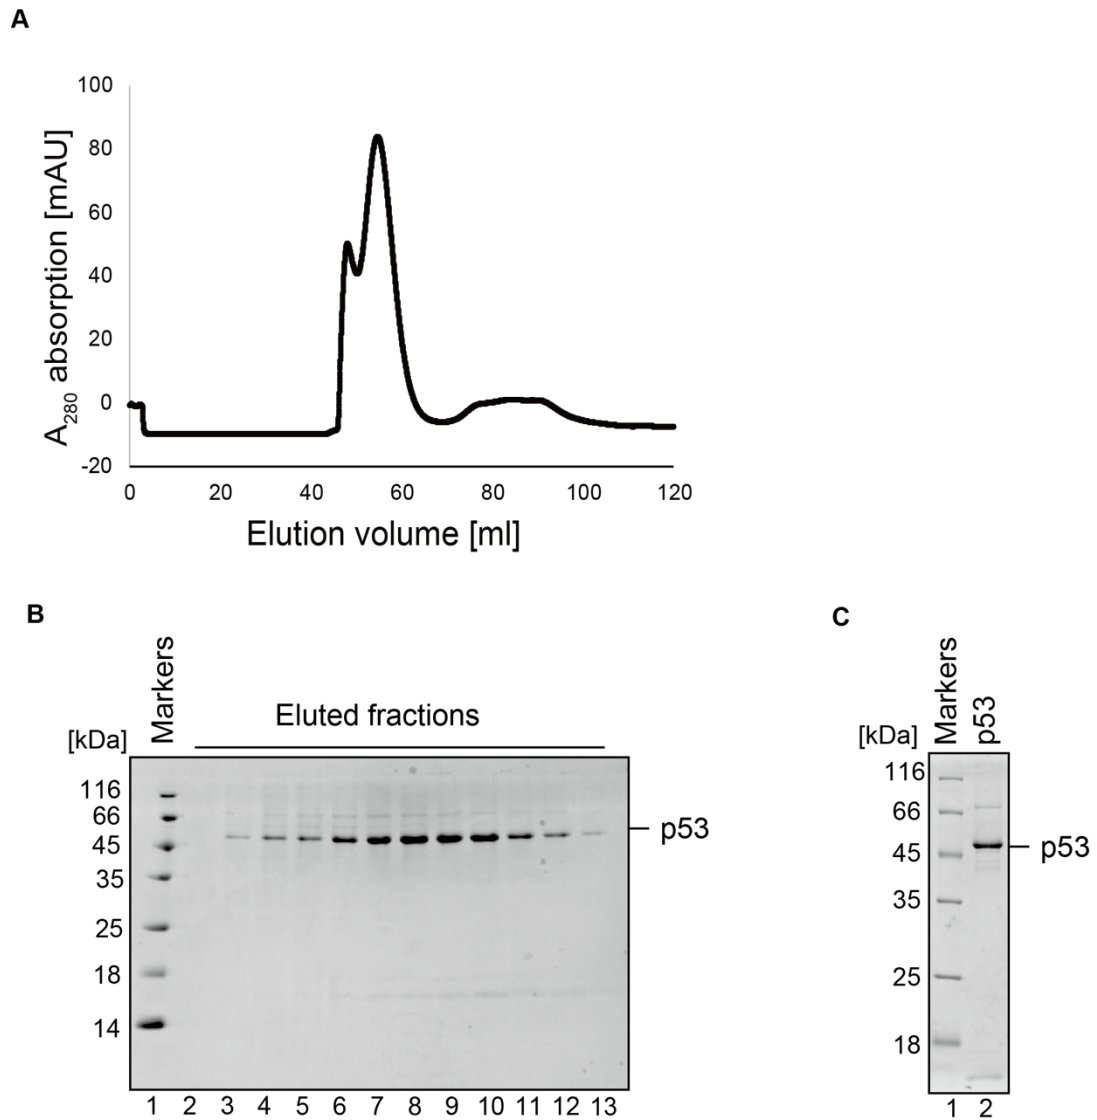 A
100
80
60
40
20
0
-20
A280 absorption [mAU]
0 20 40 60 80 100 120
Elution volume [ml]
B
Markers
Eluted fractions
[kDa]
116
66
45
35
25
18
14
p53
1 2 3 4 5 6 7 8 9 10 11 12 13
C
Markers
p53
[kDa]
116
66
45
35
25
18
p53
1 2